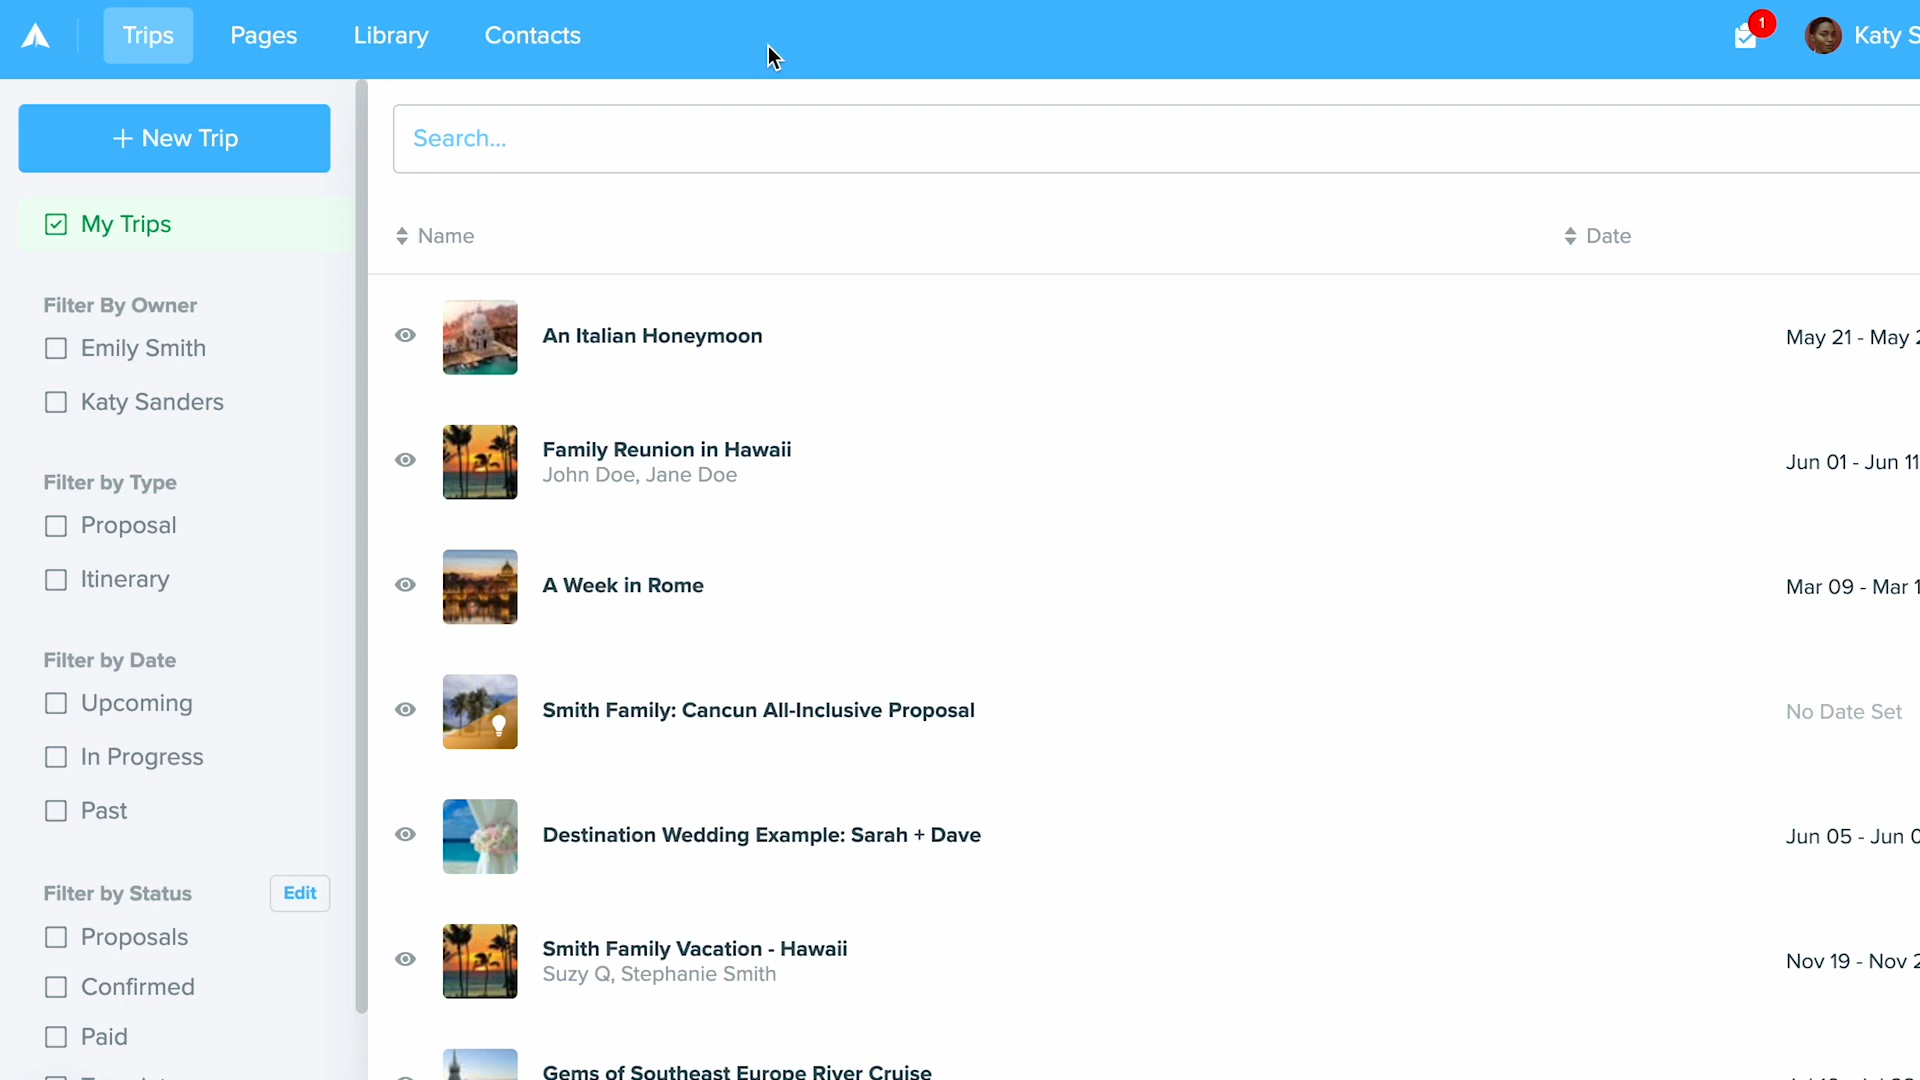 Trips
Pages
Library
Contacts
1
Katy S
+ New Trip
Search...
My Trips
Name
Date
Filter By Owner
Emily Smith
Katy Sanders
Filter by Type
Proposal
Itinerary
Filter by Date
Upcoming
In Progress
Past
Filter by Status
Edit
Proposals
Confirmed
Paid
An Italian Honeymoon
May 21 - May 2
Family Reunion in Hawaii
John Doe, Jane Doe
Jun 01 - Jun 11
A Week in Rome
Mar 09 - Mar 1
Smith Family: Cancun All-Inclusive Proposal
No Date Set
Destination Wedding Example: Sarah + Dave
Jun 05 - Jun 0
Smith Family Vacation - Hawaii
Suzy Q, Stephanie Smith
Nov 19 - Nov 2
Gems of Southeast Europe River Cruise